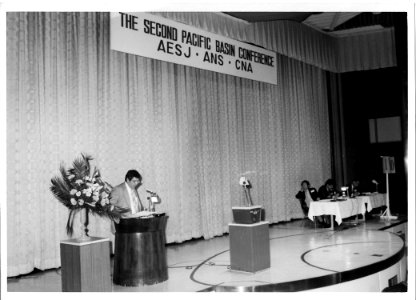 THE SECOND PACIFIC BASIN CONFERENCE
AESJ · ANS · CNA